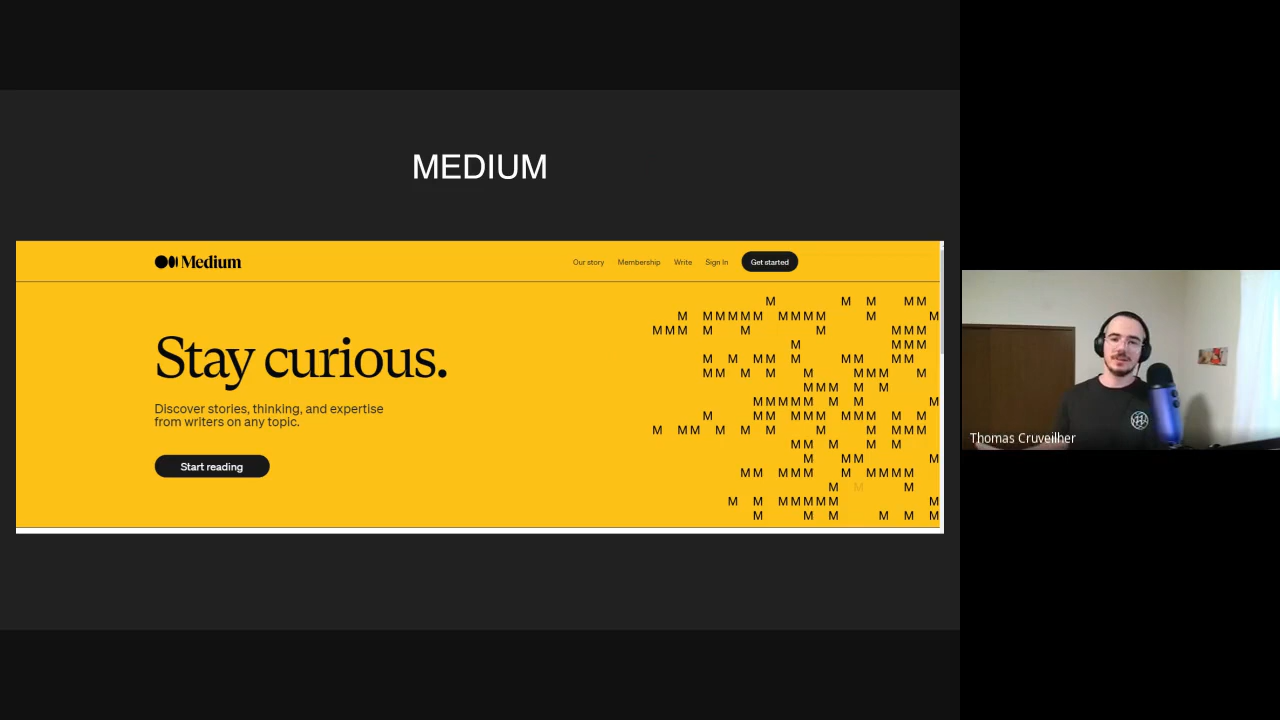 MEDIUM
Medium
Our story Membership Write Sign In Get started
Stay curious.
Discover stories, thinking, and expertise
from writers on any topic.
Start reading
M M M M M
M M M M M M M M M M M M
M M M M M M M M M
M M M M
M M M M M M M M M
M M M M M M M M M
M M M M M
M M M M M M M M
M M M M M M M M M M M
M M M M M M M M M M M
M M M M M
M M M M
M M M M M M M M M M
M M M
M M M M M M M M
M M M M M M
Thomas Cruveilher